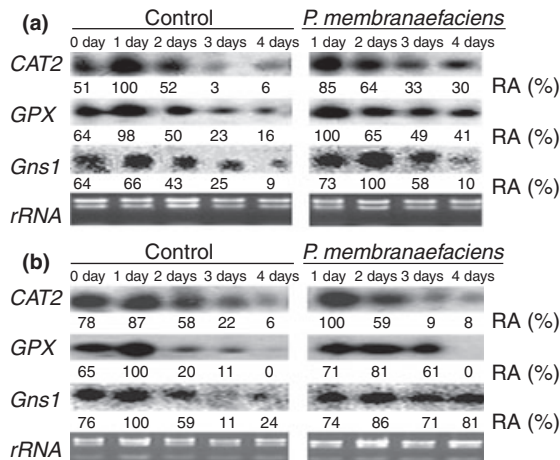 (a) Control P. membranaefaciens
0 day 1 day 2 days 3 days 4 days 1 day 2 days 3 days 4 days
CAT2
51 100 52 3 6 85 64 33 30 RA (%)
GPX
64 98 50 23 16 100 65 49 41 RA (%)
Gns1
64 66 43 25 9 73 100 58 10 RA (%)
rRNA
(b) Control P. membranaefaciens
0 day 1 day 2 days 3 days 4 days 1 day 2 days 3 days 4 days
CAT2
78 87 58 22 6 100 59 9 8 RA (%)
GPX
65 100 20 11 0 71 81 61 0 RA (%)
Gns1
76 100 59 11 24 74 86 71 81 RA (%)
rRNA